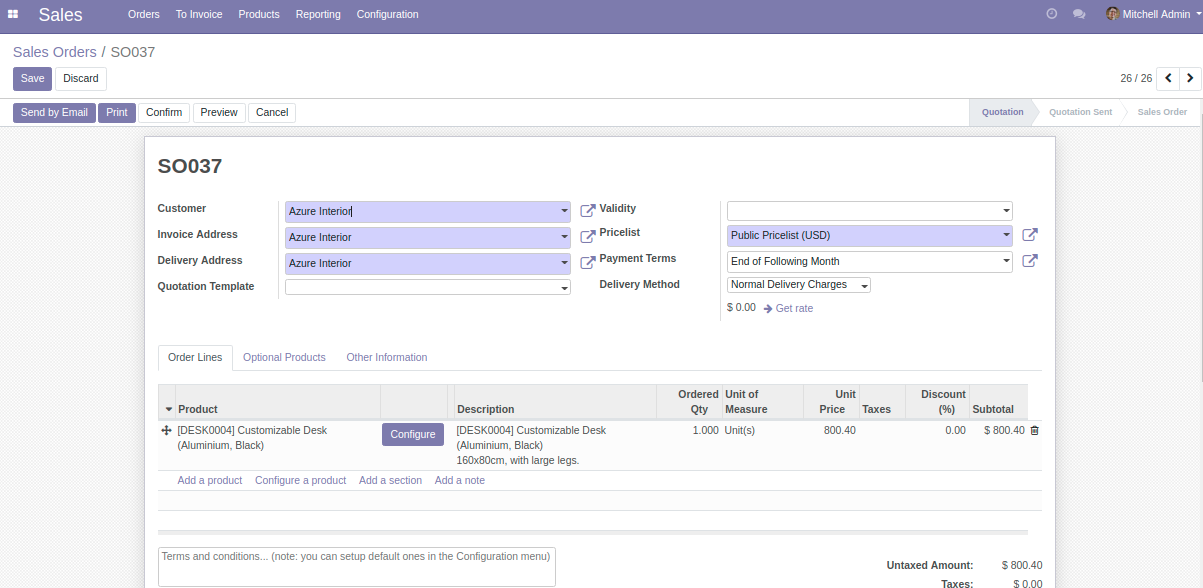 Sales Orders To Invoice Products Reporting Configuration Mitchell Admin
Sales Orders / SO037
Save Discard 26 / 26
Send by Email Print Confirm Preview Cancel Quotation Quotation Sent Sales Order
SO037
Customer Azure Interior
Invoice Address Azure Interior
Delivery Address Azure Interior
Quotation Template
Validity
Pricelist Public Pricelist (USD)
Payment Terms End of Following Month
Delivery Method Normal Delivery Charges
$ 0.00 Get rate
Order Lines Optional Products Other Information
Product Description Ordered Qty Unit of Measure Unit Price Taxes Discount (%) Subtotal
[DESK0004] Customizable Desk Configure [DESK0004] Customizable Desk 1.000 Unit(s) 800.40 0.00 $ 800.40
(Aluminium, Black) (Aluminium, Black)
160x80cm, with large legs.
Add a product Configure a product Add a section Add a note
Terms and conditions... (note: you can setup default ones in the Configuration menu)
Untaxed Amount: $ 800.40
Taxes: $ 0.00